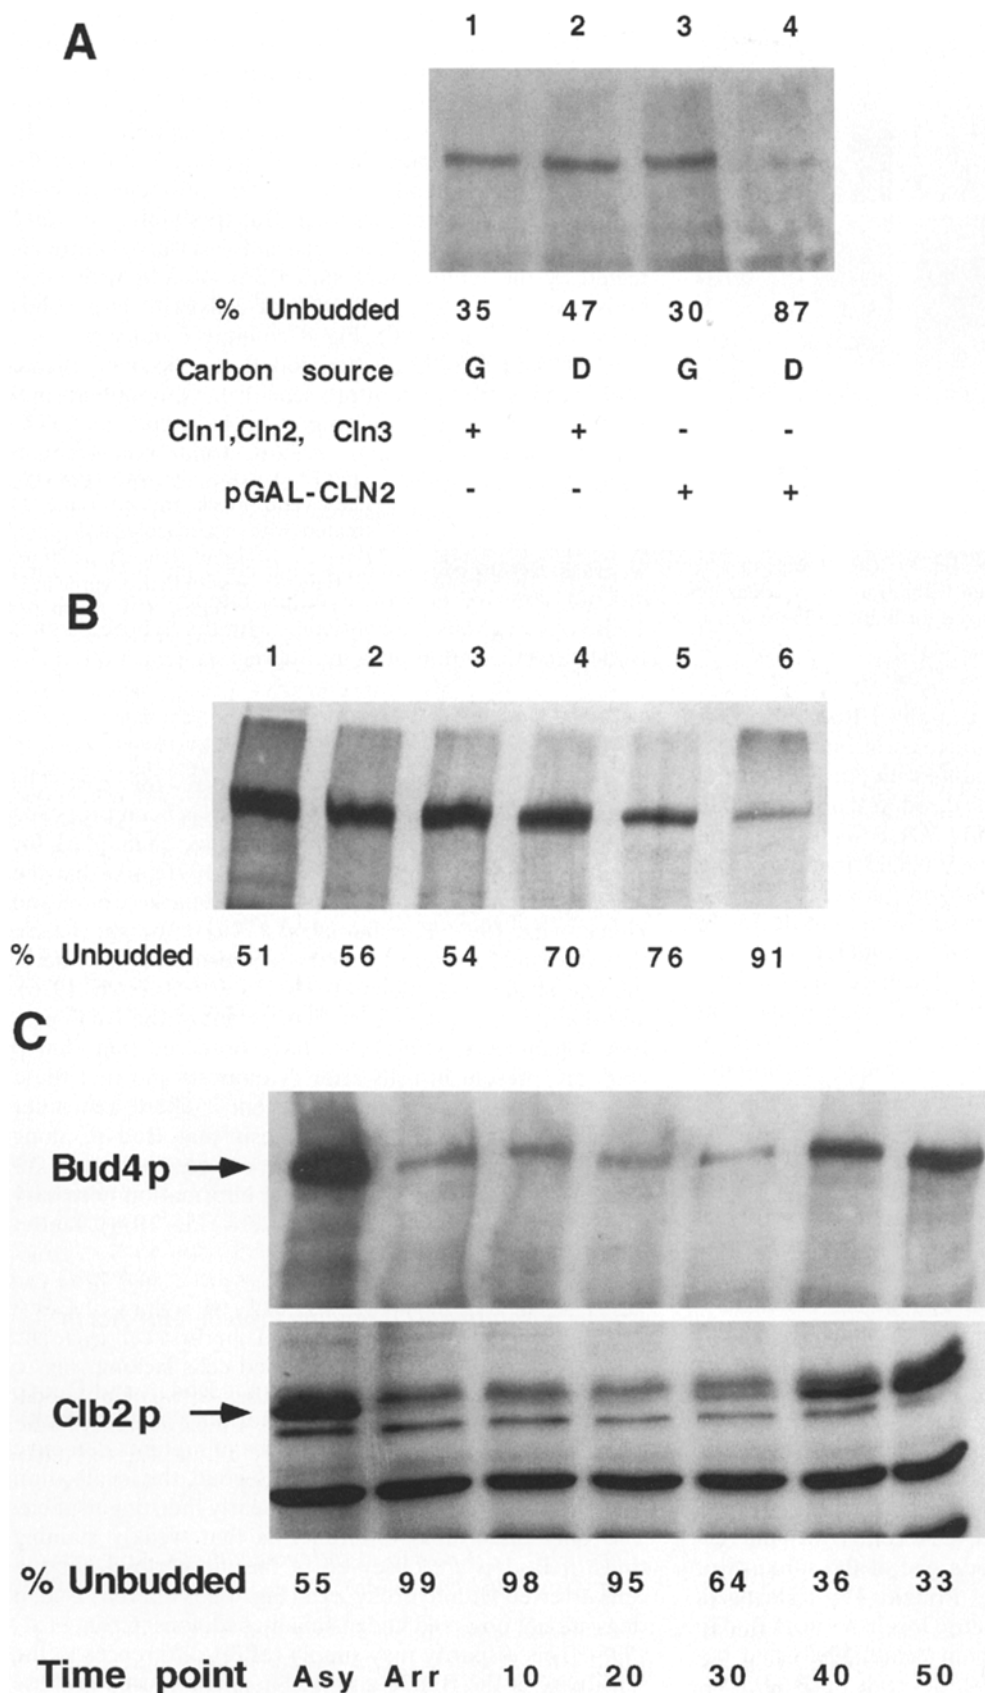 A
1 2 3 4
% Unbudded 35 47 30 87
Carbon source G D G D
Cln1,Cln2, Cln3 + + - -
pGAL-CLN2 - - + +
B
1 2 3 4 5 6
% Unbudded 51 56 54 70 76 91
C
Bud4p
Clb2p
% Unbudded 55 99 98 95 64 36 33
Time point Asy Arr 10 20 30 40 50